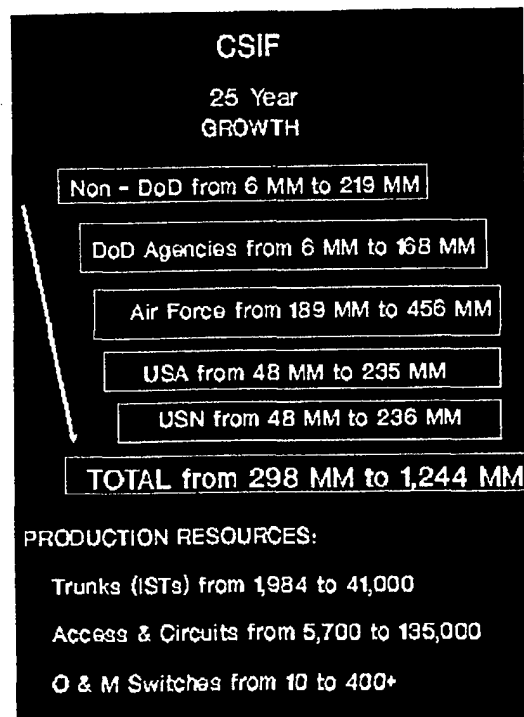 CSIF
25 Year
GROWTH
Non - DoD from 6 MM to 219 MM
DoD Agencies from 6 MM to 168 MM
Air Force from 189 MM to 456 MM
USA from 48 MM to 235 MM
USN from 48 MM to 236 MM
TOTAL from 298 MM to 1,244 MM
PRODUCTION RESOURCES:
Trunks (ISTs) from 1,984 to 41,000
Access & Circuits from 5,700 to 135,000
O & M Switches from 10 to 400+